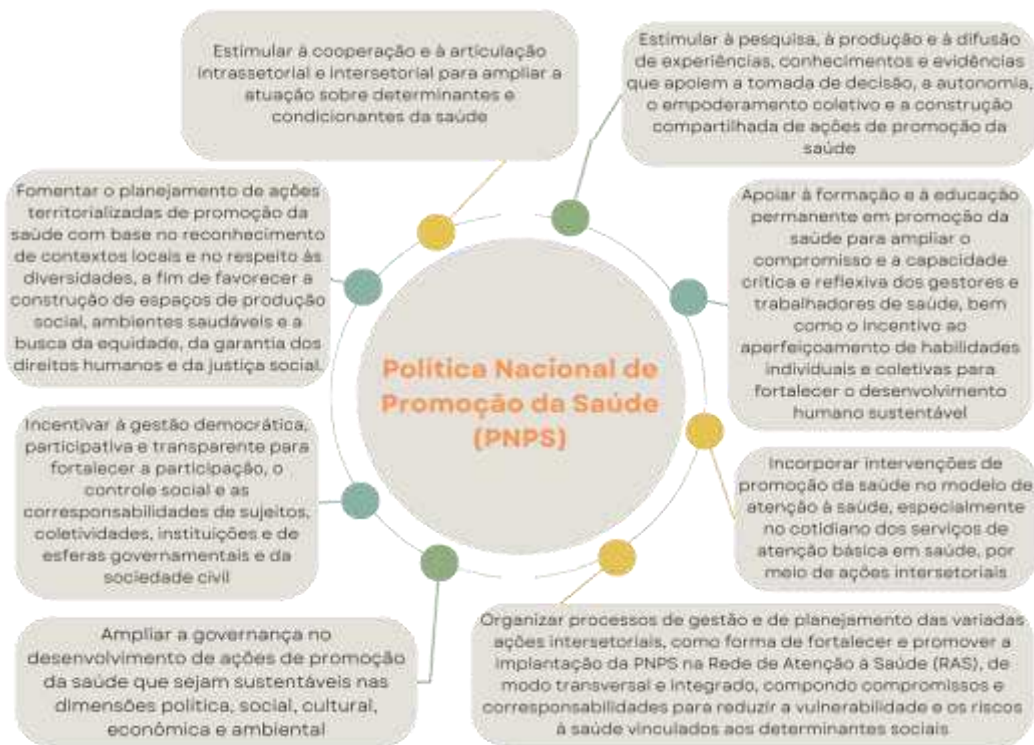 Estimular à cooperação e à articulação
intrassetorial e intersetorial para ampliar a
atuação sobre determinantes e
condicionantes da saúde
Estimular à pesquisa, à produção e à difusão
de experiências, conhecimentos e evidências
que apoiem a tomada de decisão, a autonomia,
o empoderamento coletivo e a construção
compartilhada de ações de promoção da
saúde
Fomentar o planejamento de ações
territorializadas de promoção da
saúde com base no reconhecimento
de contextos locais e no respeito às
diversidades, a fim de favorecer a
construção de espaços de produção
social, ambientes saudáveis e a
busca da equidade, da garantia dos
direitos humanos e da justiça social.
Apoiar à formação e à educação
permanente em promoção da
saúde para ampliar o
compromisso e a capacidade
crítica e reflexiva dos gestores e
trabalhadores de saúde, bem
como o incentivo ao
aperfeiçoamento de habilidades
individuais e coletivas para
fortalecer o desenvolvimento
humano sustentável
Política Nacional de
Promoção da Saúde
(PNPS)
Incentivar à gestão democrática,
participativa e transparente para
fortalecer a participação, o
controle social e as
corresponsabilidades de sujeitos,
coletividades, instituições e de
esferas governamentais e da
sociedade civil
Incorporar intervenções de
promoção da saúde no modelo de
atenção à saúde, especialmente
no cotidiano dos serviços de
atenção básica em saúde, por
meio de ações intersetoriais
Ampliar a governança no
desenvolvimento de ações de promoção
da saúde que sejam sustentáveis nas
dimensões política, social, cultural,
econômica e ambiental
Organizar processos de gestão e de planejamento das variadas
ações intersetoriais, como forma de fortalecer e promover a
implantação da PNPS na Rede de Atenção à Saúde (RAS), de
modo transversal e integrado, compondo compromissos e
corresponsabilidades para reduzir a vulnerabilidade e os riscos
à saúde vinculados aos determinantes sociais